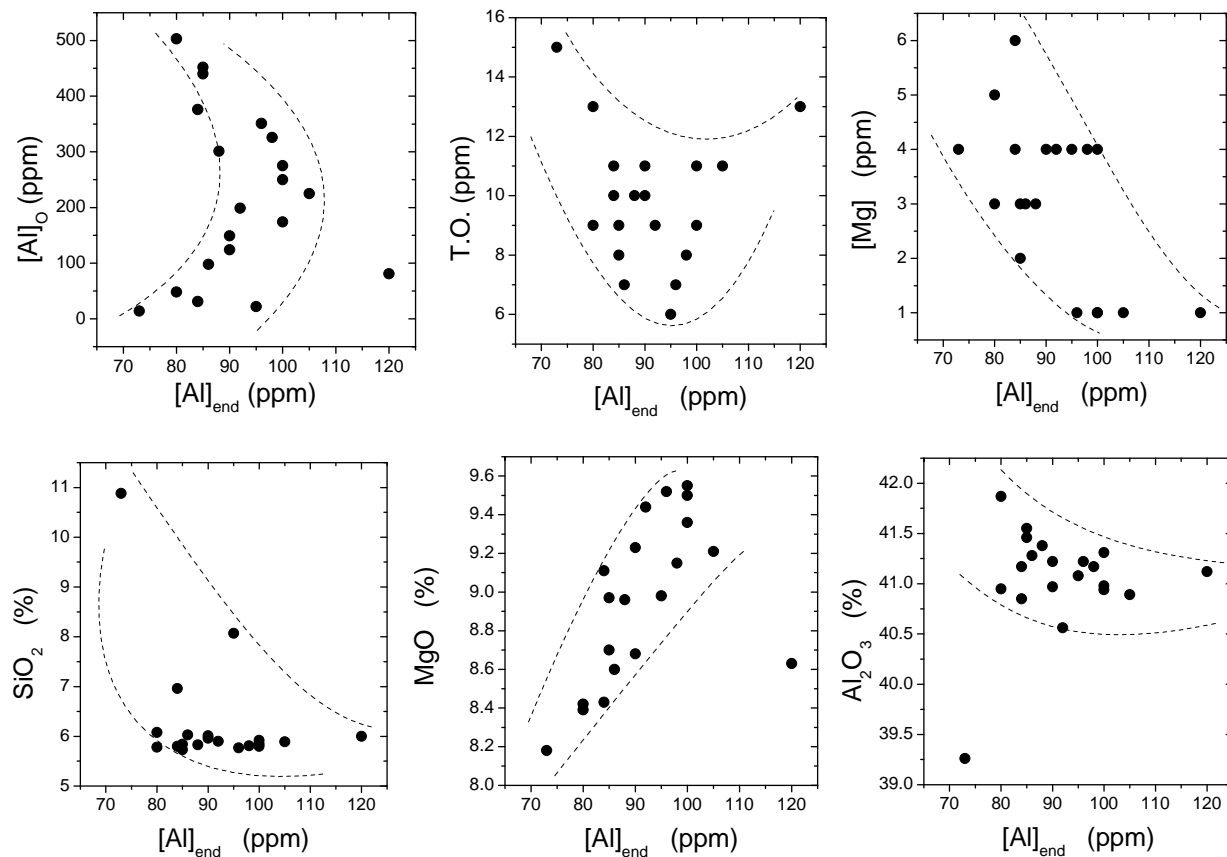 500
400
300
200
100
0
[Al]O (ppm)
70 80 90 100 110 120
[Al]end (ppm)
16
14
12
10
8
6
T.O. (ppm)
70 80 90 100 110 120
[Al]end (ppm)
6
5
4
3
2
1
[Mg] (ppm)
70 80 90 100 110 120
[Al]end (ppm)
11
10
9
8
7
6
5
SiO2 (%)
70 80 90 100 110 120
[Al]end (ppm)
9.6
9.4
9.2
9.0
8.8
8.6
8.4
8.2
8.0
MgO (%)
70 80 90 100 110 120
[Al]end (ppm)
42.0
41.5
41.0
40.5
40.0
39.5
39.0
Al2O3 (%)
70 80 90 100 110 120
[Al]end (ppm)